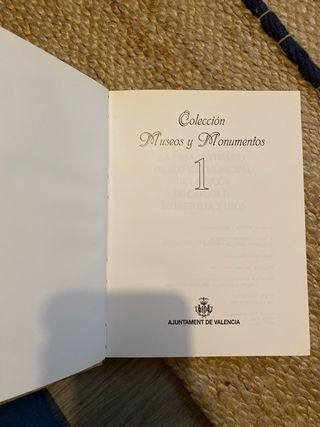 Colección
Museos y Monumentos
1
AJUNTAMENT DE VALENCIA